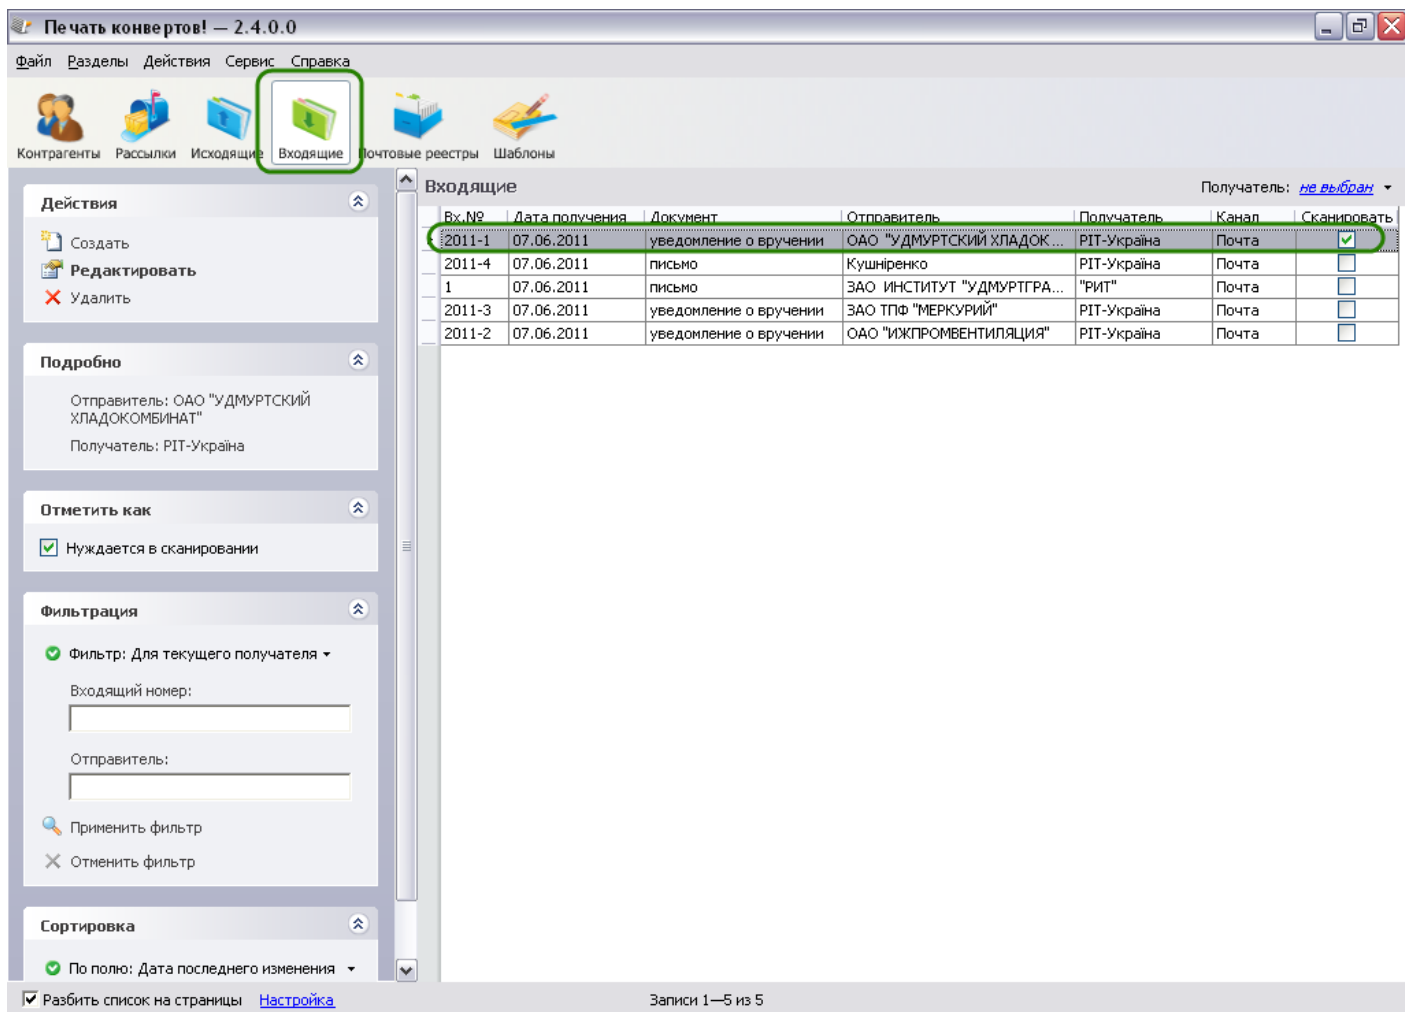 Печать конвертов! — 2.4.0.0
Файл Разделы Действия Сервис Справка
Контрагенты Рассылки Исходящие Входящие Почтовые реестры Шаблоны
Действия
Создать
Редактировать
Удалить
Подробно
Отправитель: ОАО "УДМУРТСКИЙ
ХЛАДОКОМБИНАТ"
Получатель: РІТ-Україна
Отметить как
Нуждается в сканировании
Фильтрация
Фильтр: Для текущего получателя
Входящий номер:
Отправитель:
Применить фильтр
Отменить фильтр
Сортировка
По полю: Дата последнего изменения
Входящие Получатель: не выбран
Вх.№ Дата получения Документ Отправитель Получатель Канал Сканировать
2011-1 07.06.2011 уведомление о вручении ОАО "УДМУРТСКИЙ ХЛАДОК... РІТ-Україна Почта
2011-4 07.06.2011 письмо Кушніренко РІТ-Україна Почта
1 07.06.2011 письмо ЗАО ИНСТИТУТ "УДМУРТГРА... "РИТ" Почта
2011-3 07.06.2011 уведомление о вручении ЗАО ТПФ "МЕРКУРИЙ" РІТ-Україна Почта
2011-2 07.06.2011 уведомление о вручении ОАО "ИЖПРОМВЕНТИЛЯЦИЯ" РІТ-Україна Почта
Разбить список на страницы Настройка Записи 1—5 из 5